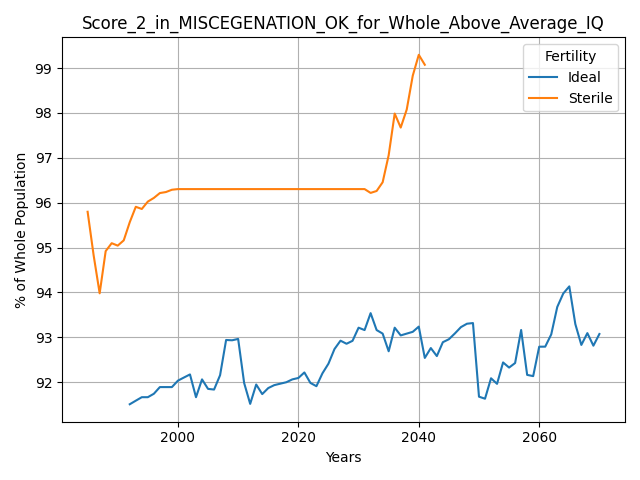 Score_2_in_MISCEGENATION_OK_for_Whole_Above_Average_IQ
% of Whole Population
99
98
97
96
95
94
93
92
Fertility
Ideal
Sterile
2000
2020
2040
2060
Years